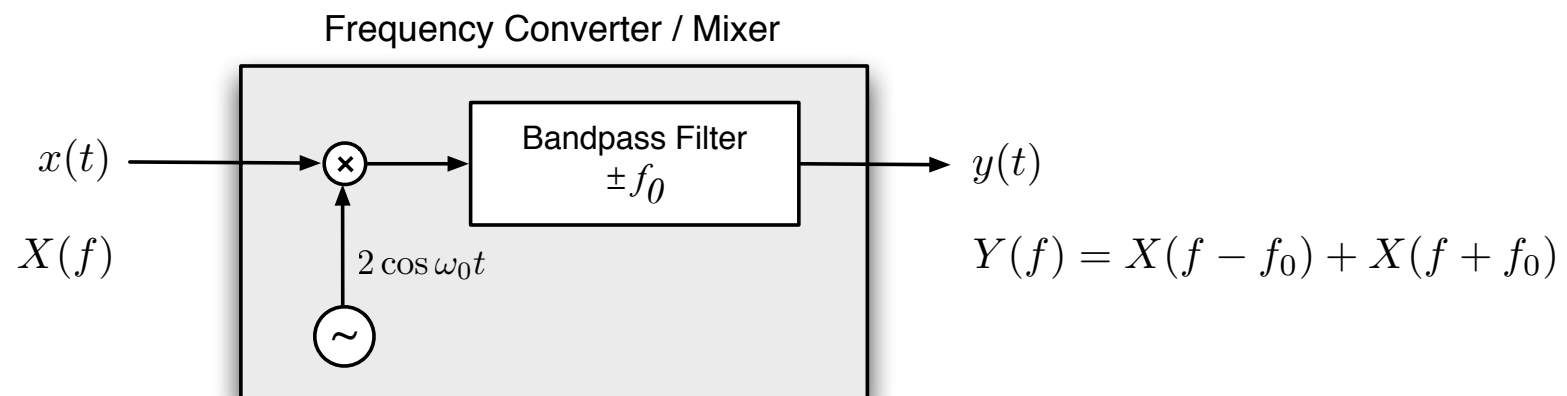 Frequency Converter / Mixer
x(t)
×
Bandpass Filter
±f₀
y(t)
X(f)
2 cos ω₀t
Y(f) = X(f − f₀) + X(f + f₀)
~